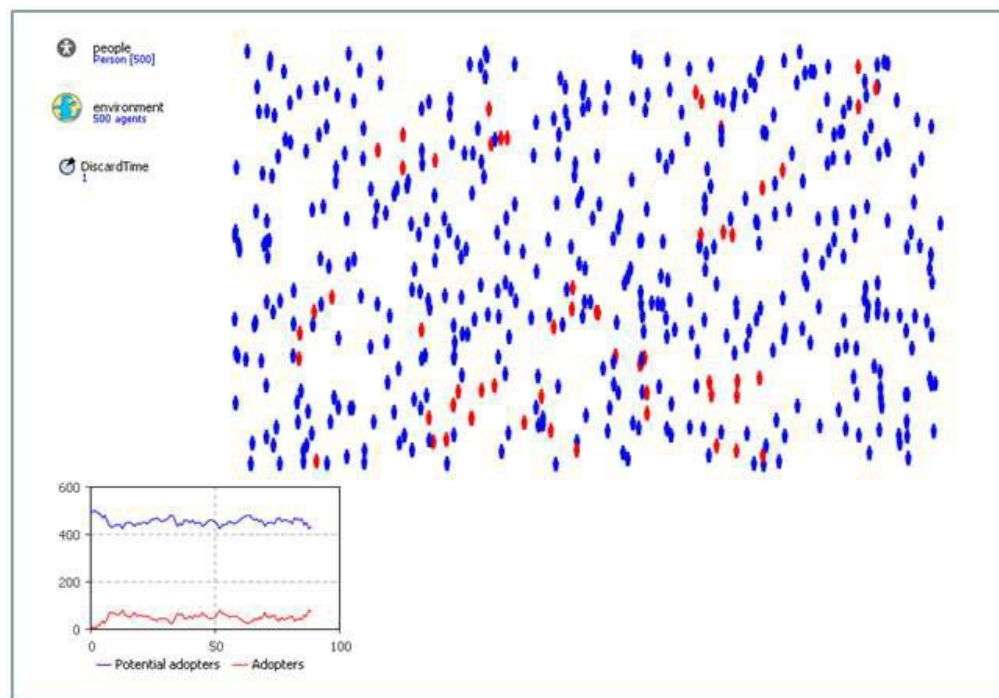 people
Person [500]
environment
500 agents
DiscardTime
1
600
400
200
0
0
50
100
Potential adopters
Adopters